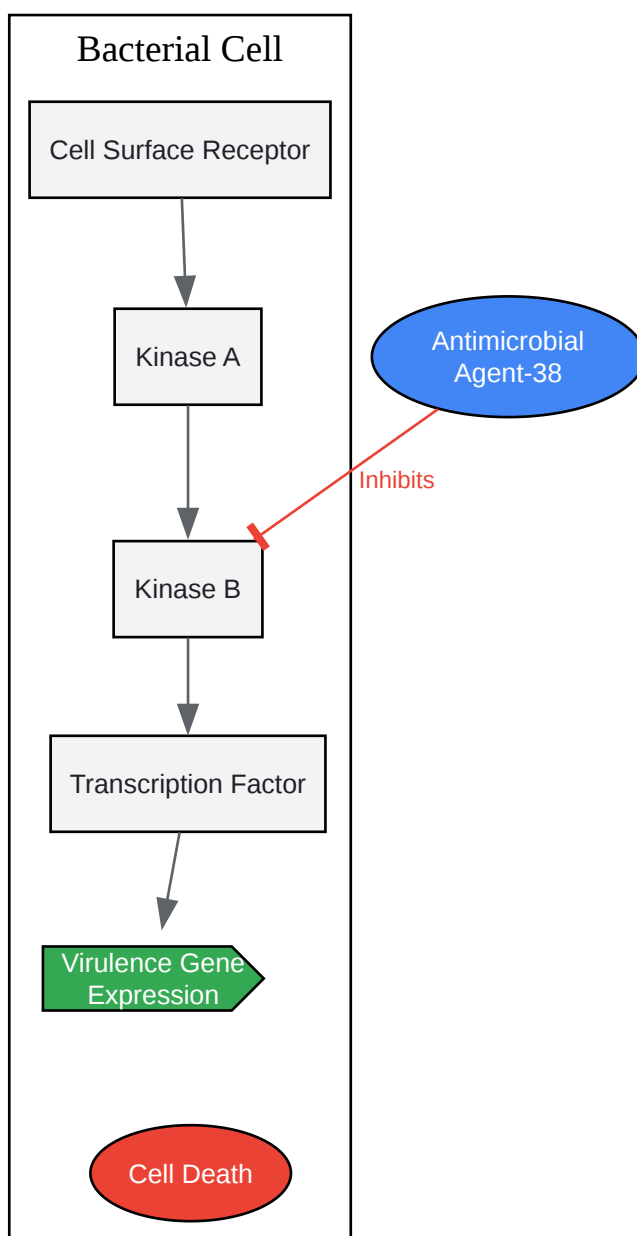 Bacterial Cell
Cell Surface Receptor
Kinase A
Antimicrobial
Agent-38
Inhibits
Kinase B
Transcription Factor
Virulence Gene
Expression
Cell Death